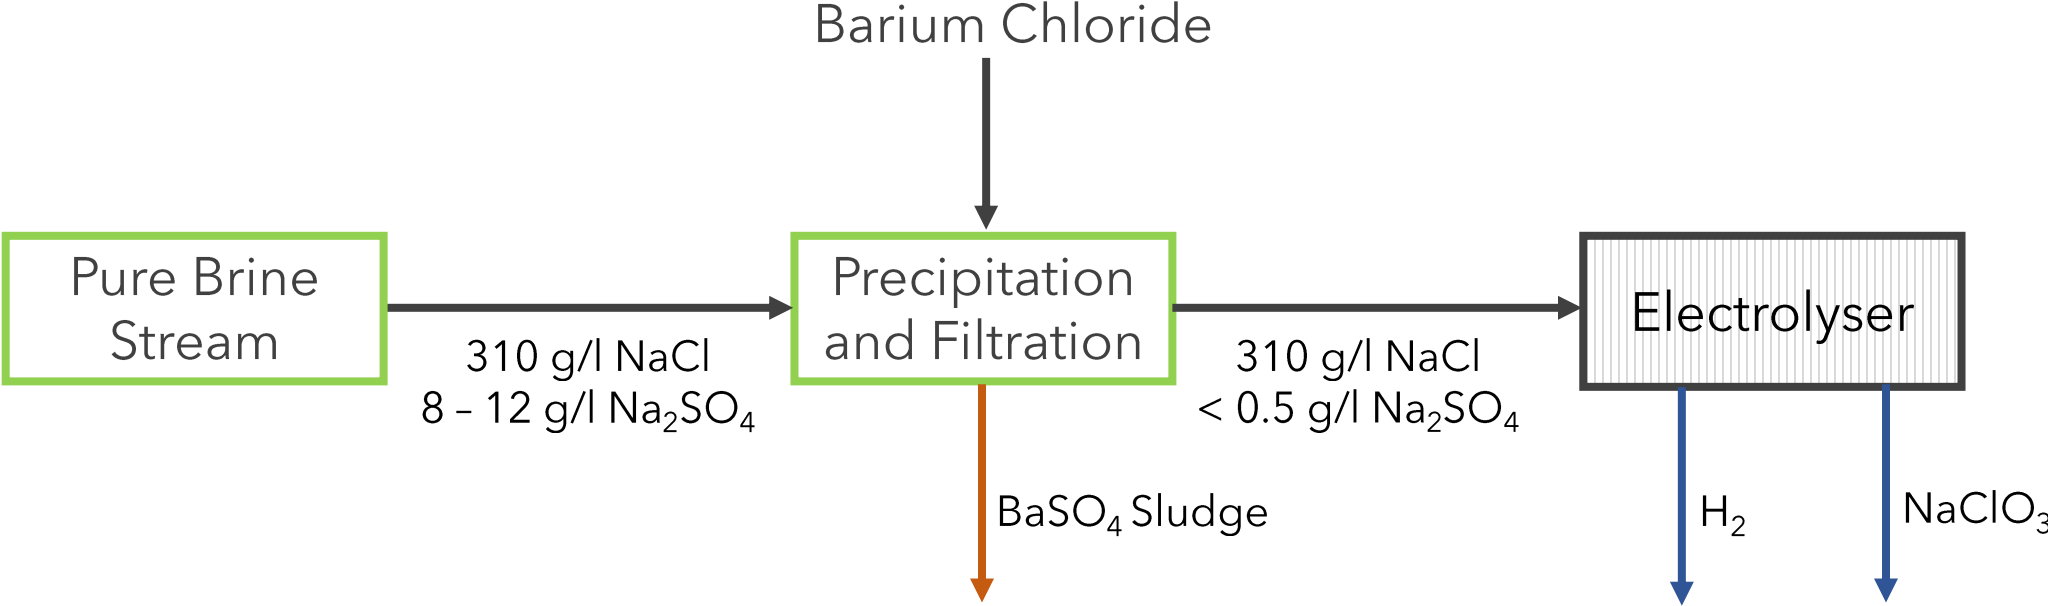 Barium Chloride
Pure Brine
Stream
310 g/l NaCl
8 – 12 g/l Na₂SO₄
Precipitation
and Filtration
310 g/l NaCl
< 0.5 g/l Na₂SO₄
Electrolyser
BaSO₄ Sludge
H₂
NaClO₃